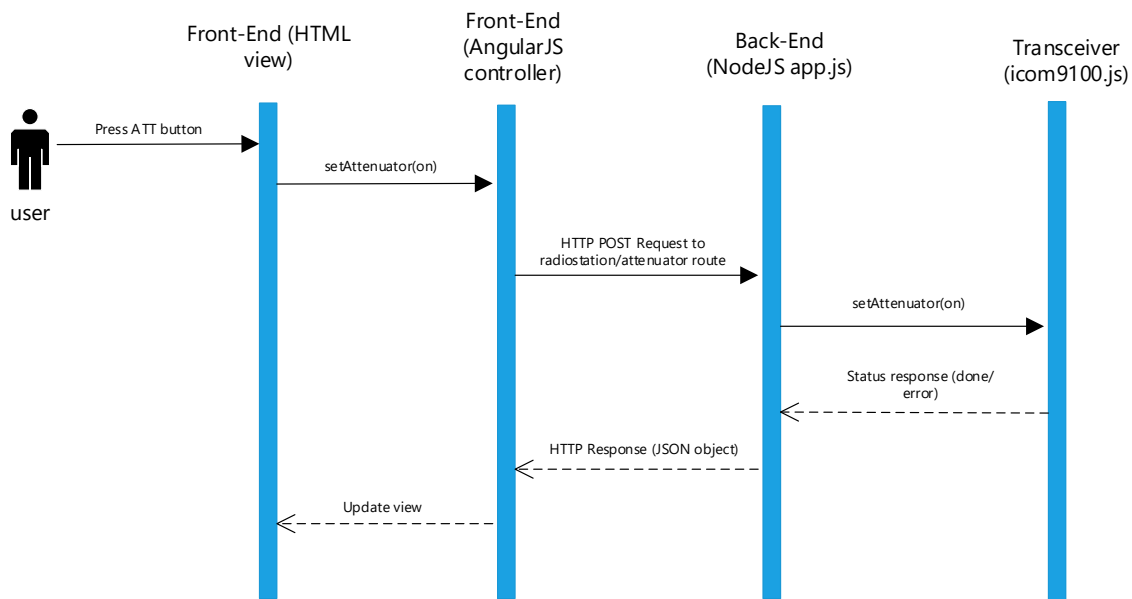 Front-End (HTML
view)
Front-End
(AngularJS
controller)
Back-End
(NodeJS app.js)
Transceiver
(icom9100.js)
Press ATT button
user
setAttenuator(on)
HTTP POST Request to
radiostation/attenuator route
setAttenuator(on)
Status response (done/
error)
HTTP Response (JSON object)
Update view